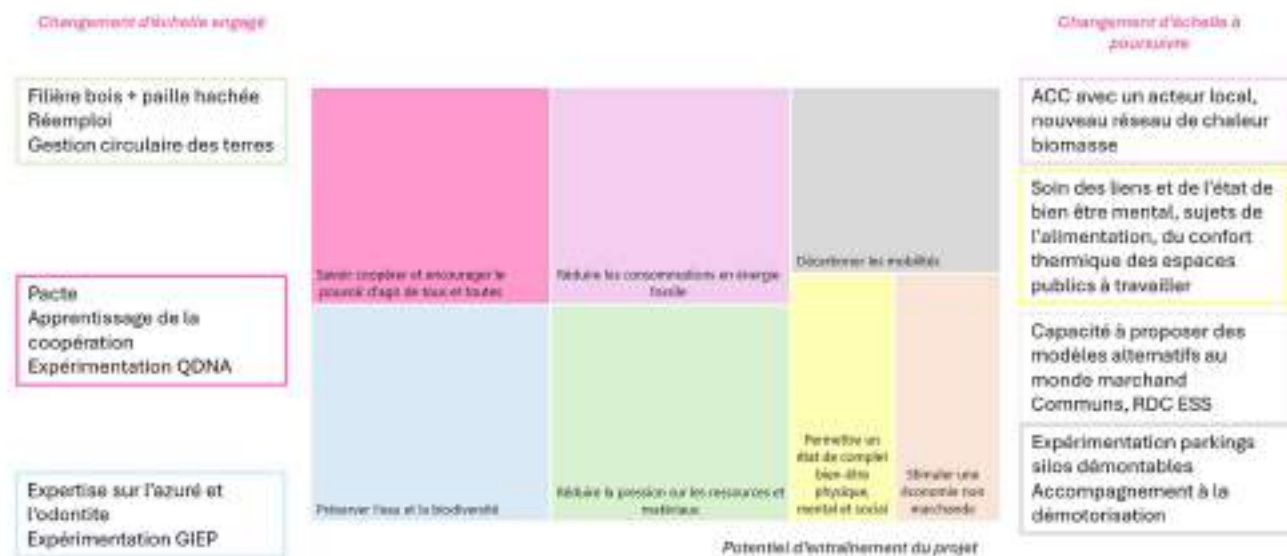 Changement d'échelle engagé
Filière bois + paille hachée
Réemploi
Gestion circulaire des terres
Pacte
Apprentissage de la
coopération
Expérimentation QDNA
Expertise sur l'azuré et
l'odontite
Expérimentation GIEP
Savoir coopérer et encourager le
pouvoir d'agir de tous et toutes
Réduire les consommations en énergie
fossile
Décarboner les mobilités
Préserver l'eau et la biodiversité
Réduire la pression sur les ressources et
matériaux
Permettre un
état de complet
bien-être
physique,
mental et social
Stimuler une
économie non
marchande
Potentiel d'entraînement du projet
Changement d'échelle à
poursuivre
ACC avec un acteur local,
nouveau réseau de chaleur
biomasse
Soin des liens et de l'état de
bien être mental, sujets de
l'alimentation, du confort
thermique des espaces
publics à travailler
Capacité à proposer des
modèles alternatifs au
monde marchand
Communs, RDC ESS
Expérimentation parkings
silos démontables
Accompagnement à la
démotorisation